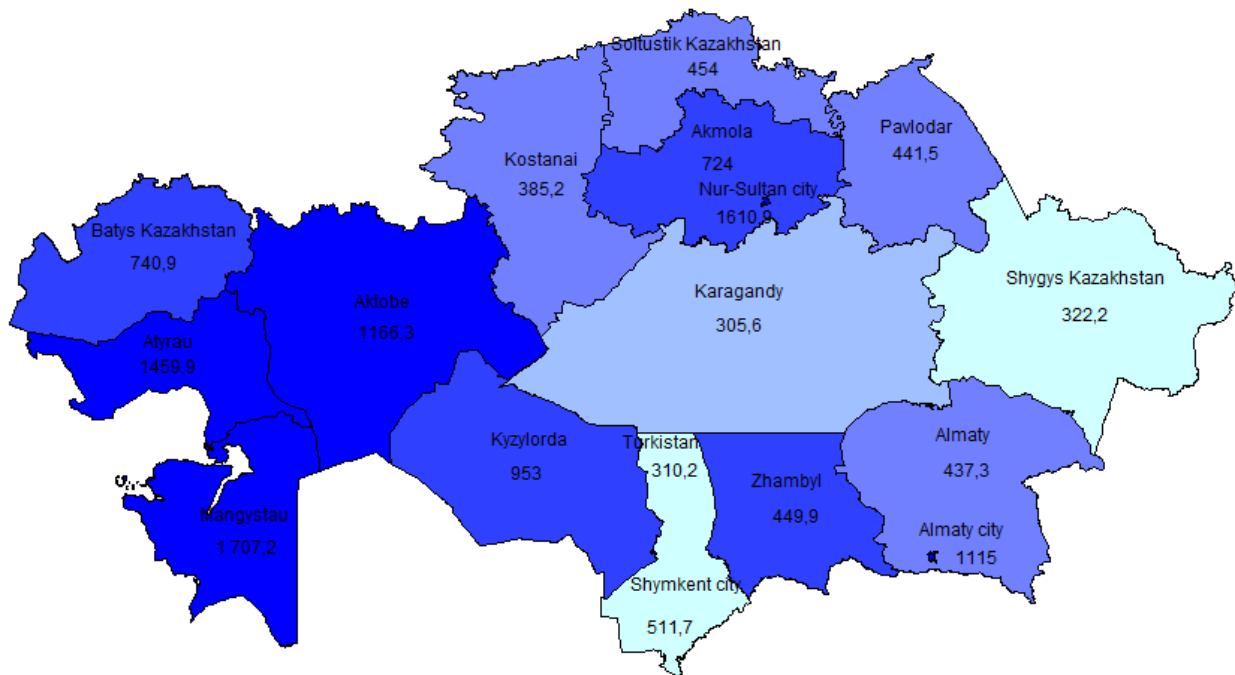 Soltustik Kazakhstan
454
Pavlodar
441,5
Akmola
724
Kostanai
385,2
Nur-Sultan city
1610,9
Batys Kazakhstan
740,9
Shygys Kazakhstan
322,2
Aktobe
1166,3
Karagandy
305,6
Atyrau
1459,9
Kyzylorda
953
Turkistan
310,2
Almaty
437,3
Zhambyl
449,9
Mangystau
1 707,2
Almaty city
1115
Shymkent city
511,7